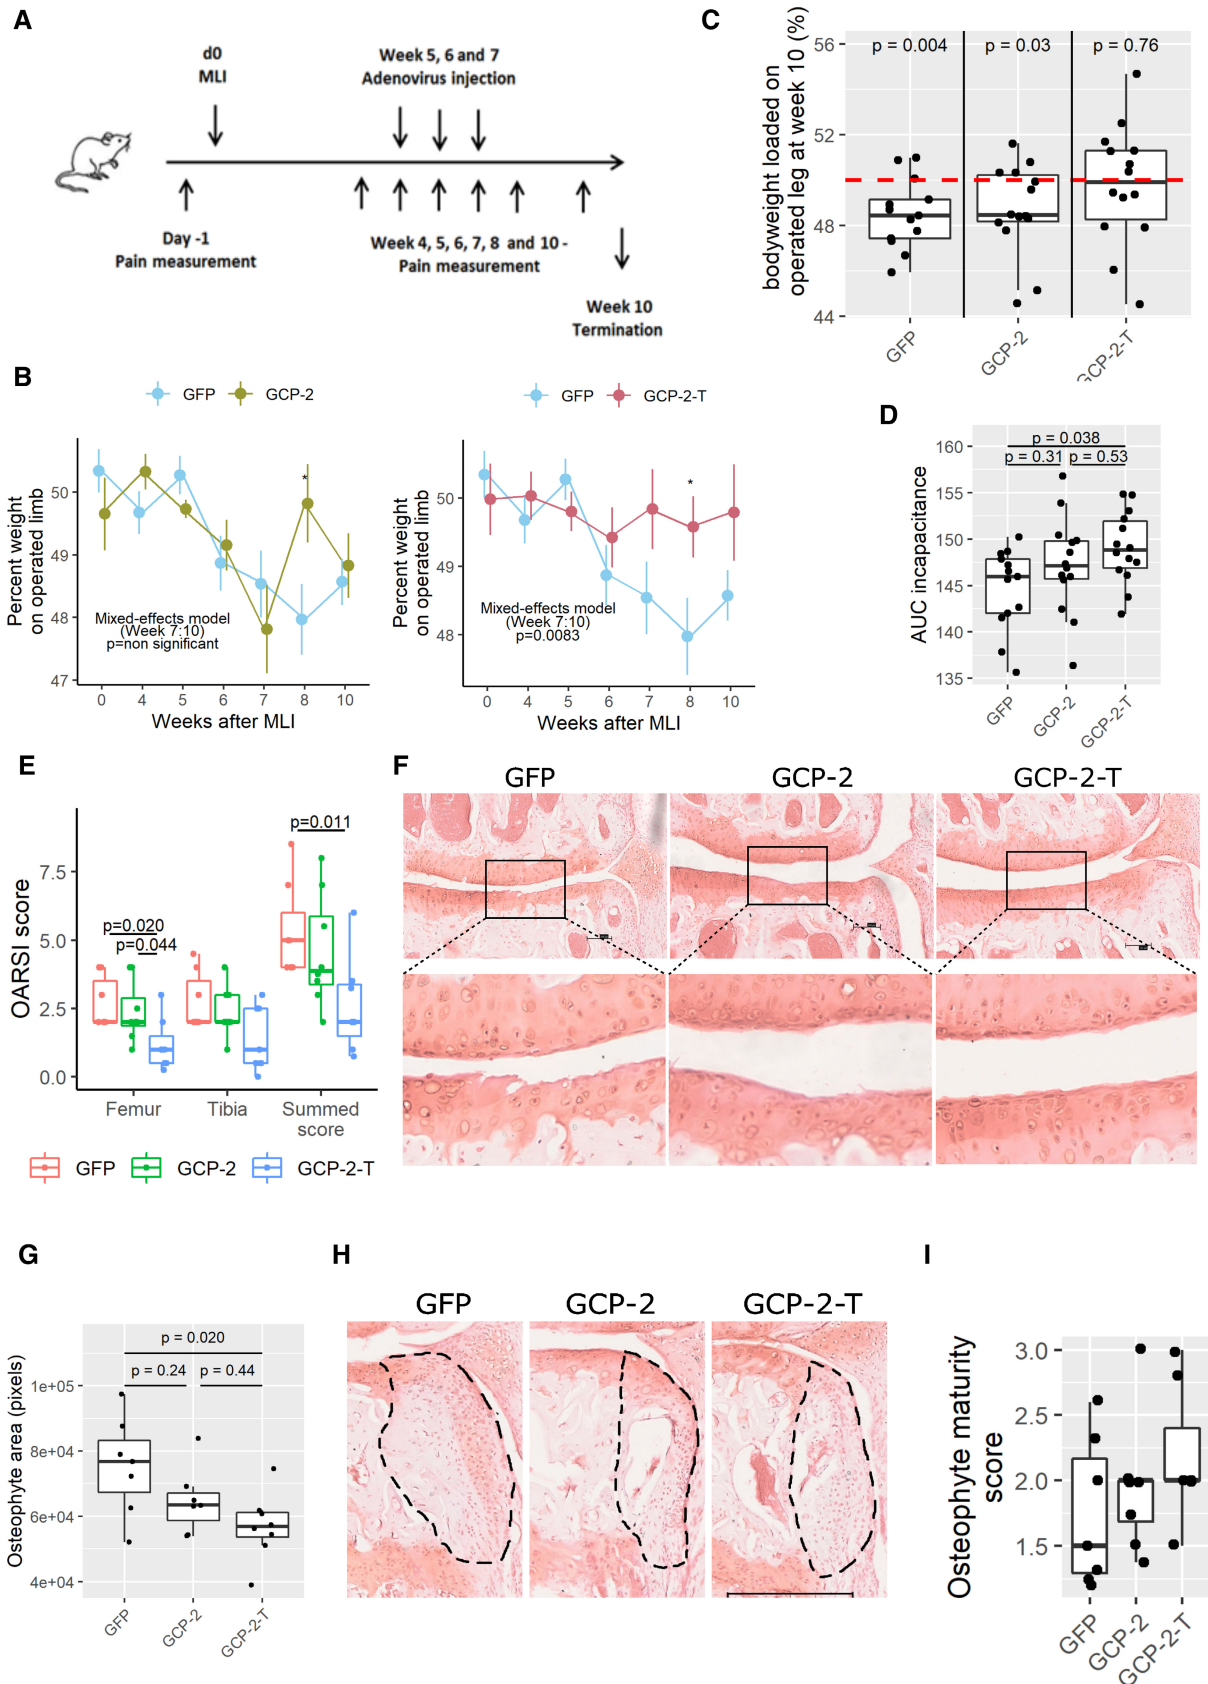 A
d0
MLI
Week 5, 6 and 7
Adenovirus injection
Day -1
Pain measurement
Week 4, 5, 6, 7, 8 and 10 -
Pain measurement
Week 10
Termination
B
GFP
GCP-2
Percent weight
on operated limb
50
49
48
47
*
Mixed-effects model
(Week 7:10)
p=non significant
0 4 5 6 7 8 10
Weeks after MLI
GFP
GCP-2-T
Percent weight
on operated limb
50
49
48
*
Mixed-effects model
(Week 7:10)
p=0.0083
0 4 5 6 7 8 10
Weeks after MLI
C
bodyweight loaded on
operated leg at week 10 (%)
56
52
48
44
p = 0.004
p = 0.03
p = 0.76
GFP
GCP-2
GCP-2-T
D
AUC incapacitance
160
155
150
145
140
135
p = 0.038
p = 0.31
p = 0.53
GFP
GCP-2
GCP-2-T
E
OARSI score
7.5
5.0
2.5
0.0
p=0.011
p=0.020
p=0.044
Femur
Tibia
Summed
score
GFP
GCP-2
GCP-2-T
F
GFP
GCP-2
GCP-2-T
G
Osteophyte area (pixels)
1e+05
8e+04
6e+04
4e+04
p = 0.020
p = 0.24
p = 0.44
GFP
GCP-2
GCP-2-T
H
GFP
GCP-2
GCP-2-T
I
Osteophyte maturity
score
3.0
2.5
2.0
1.5
GFP
GCP-2
GCP-2-T